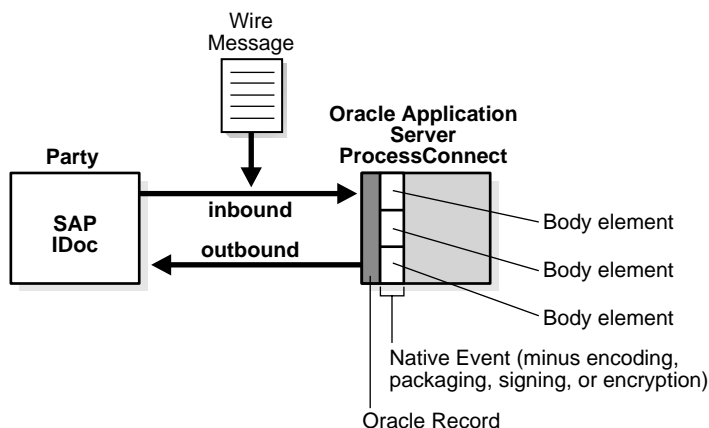 Wire
Message
Oracle Application
Server
ProcessConnect
Party
SAP
IDoc
inbound
outbound
Body element
Body element
Body element
Native Event (minus encoding,
packaging, signing, or encryption)
Oracle Record